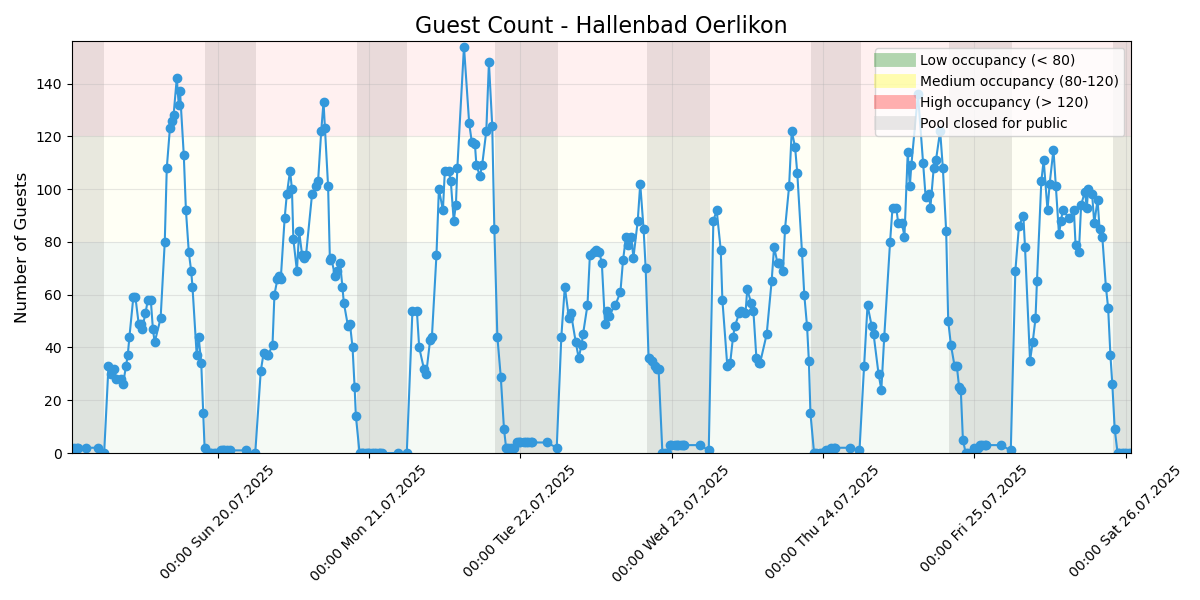 Guest Count - Hallenbad Oerlikon
Number of Guests
140
120
100
80
60
40
20
0
Low occupancy (< 80)
Medium occupancy (80-120)
High occupancy (> 120)
Pool closed for public
00:00 Sun 20.07.2025
00:00 Mon 21.07.2025
00:00 Tue 22.07.2025
00:00 Wed 23.07.2025
00:00 Thu 24.07.2025
00:00 Fri 25.07.2025
00:00 Sat 26.07.2025